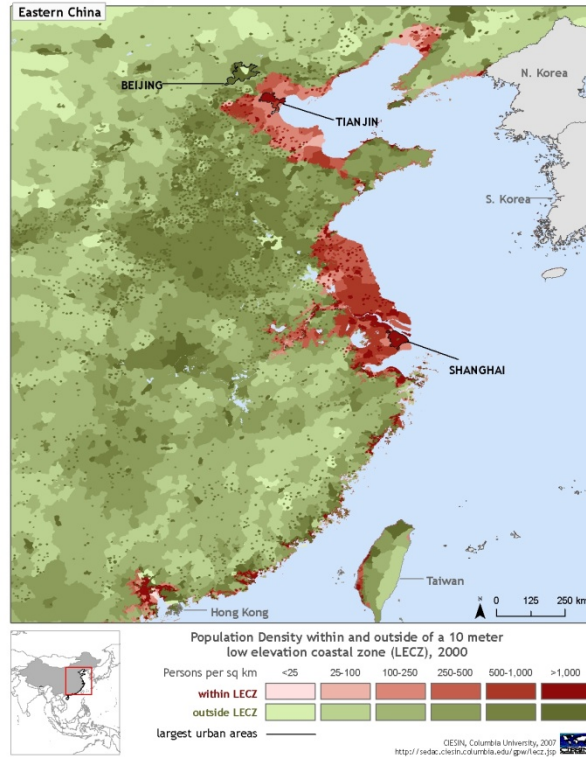 Eastern China
BEIJING
TIANJIN
N. Korea
S. Korea
SHANGHAI
Taiwan
Hong Kong
0 125 250 km
Population Density within and outside of a 10 meter
low elevation coastal zone (LECZ), 2000
Persons per sq km <25 25-100 100-250 250-500 500-1,000 >1,000
within LECZ
outside LECZ
largest urban areas
CIESIN, Columbia University, 2007
http://sedac.ciesin.columbia.edu/gpw/lecz.jsp